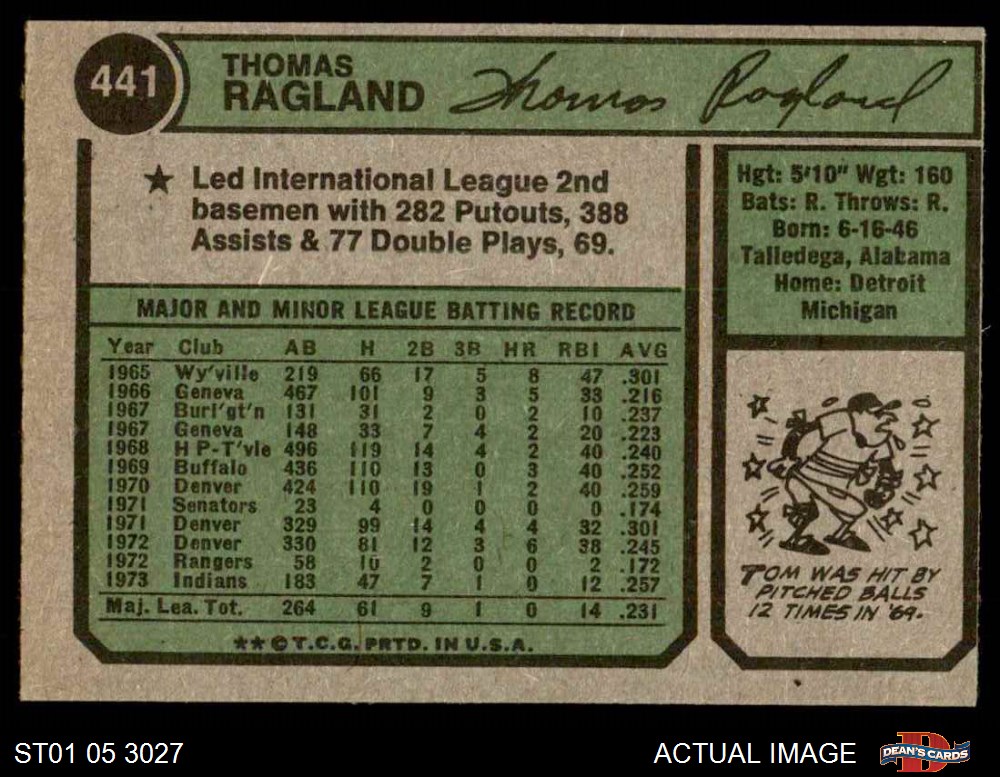 441
THOMAS
RAGLAND
Thomas Ragland
★ Led International League 2nd
basemen with 282 Putouts, 388
Assists & 77 Double Plays, 69.
Hgt: 5'10" Wgt: 160
Bats: R. Throws: R.
Born: 6-16-46
Talledega, Alabama
Home: Detroit
Michigan
MAJOR AND MINOR LEAGUE BATTING RECORD
Year Club AB H 2B 3B HR RBI AVG
1965 Wy'ville 219 66 17 5 8 47 .301
1966 Geneva 467 101 9 3 5 33 .216
1967 Burl'gt'n 131 31 2 0 2 10 .237
1967 Geneva 148 33 7 4 2 20 .223
1968 H P-T'vle 496 119 14 4 2 40 .240
1969 Buffalo 436 110 13 0 3 40 .252
1970 Denver 424 110 19 1 2 40 .259
1971 Senators 23 4 0 0 0 0 .174
1971 Denver 329 99 14 4 4 32 .301
1972 Denver 330 81 12 3 6 38 .245
1972 Rangers 58 10 2 0 0 2 .172
1973 Indians 183 47 7 1 0 12 .257
Maj. Lea. Tot. 264 61 9 1 0 14 .231
** © T.C.G. PRTD. IN U.S.A.
TOM WAS HIT BY
PITCHED BALLS
12 TIMES IN '69.
ST01 05 3027
ACTUAL IMAGE
DEAN'S CARDS